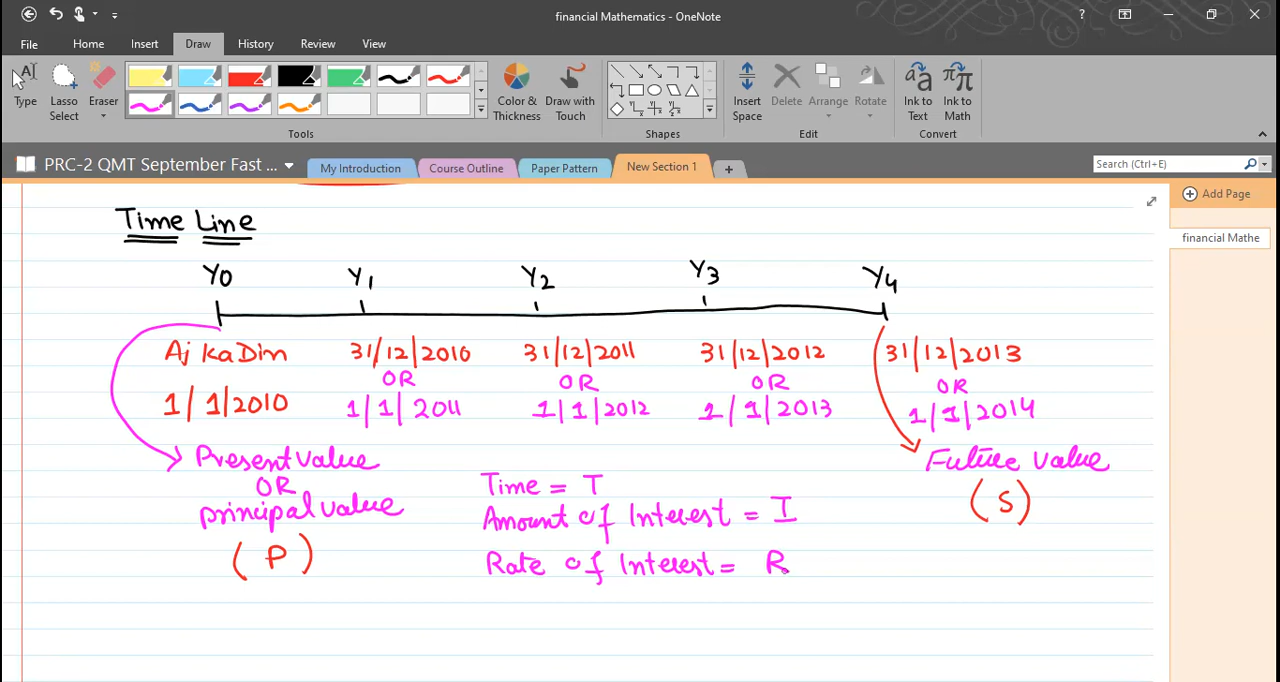 financial Mathematics - OneNote
File Home Insert Draw History Review View
Type
Lasso Select
Eraser
Color & Thickness
Draw with Touch
Insert Space
Delete
Arrange
Rotate
Ink to Text
Ink to Math
Tools Shapes Edit Convert
PRC-2 QMT September Fast ... My Introduction Course Outline Paper Pattern New Section 1 Search (Ctrl+E)
Add Page
financial Mathe
Time Line
Y0 Y1 Y2 Y3 Y4
Aj Ka Din 31/12/2010 31/12/2011 31/12/2012 31/12/2013
OR OR OR OR
1/1/2010 1/1/2011 1/1/2012 1/1/2013 1/1/2014
Present value Future value
OR (S)
principal value
(P)
Time = T
Amount of Interest = I
Rate of Interest = R